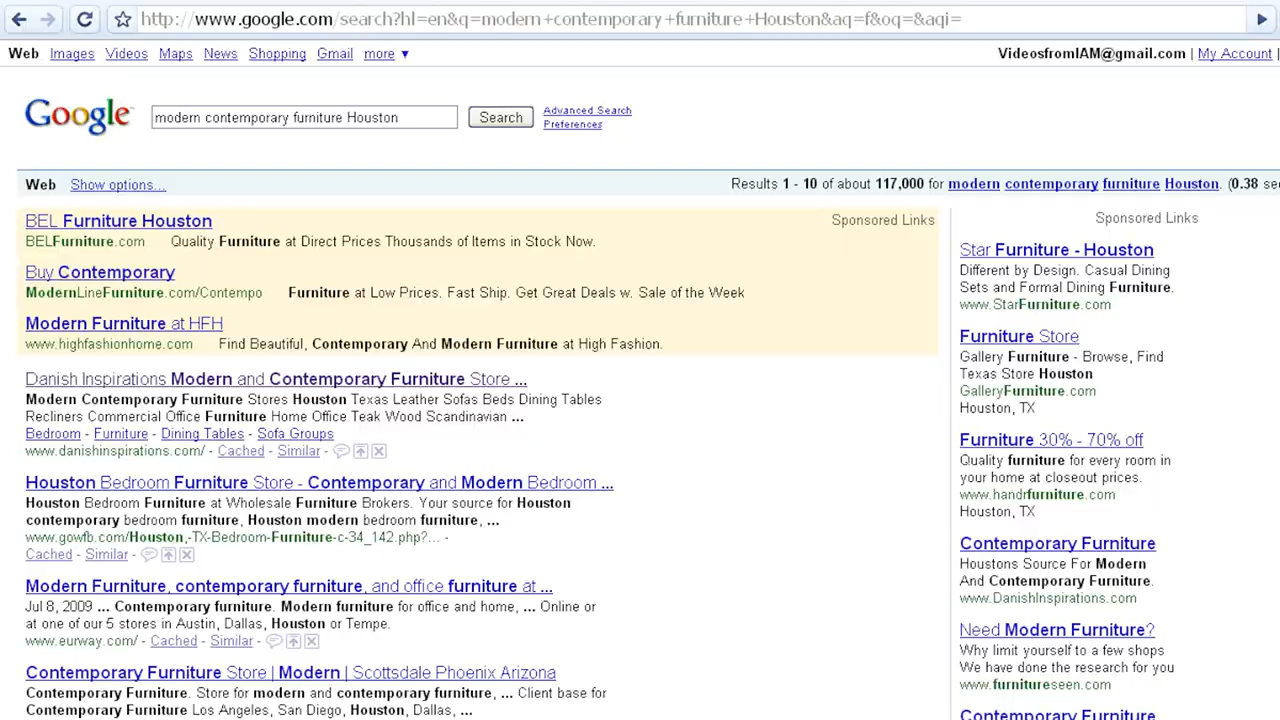 http://www.google.com/search?hl=en&q=modern+contemporary+furniture+Houston&aq=f&oq=&aqi=
Web Images Videos Maps News Shopping Gmail more ▼ VideosfromIAM@gmail.com | My Account |
Google modern contemporary furniture Houston Search Advanced Search
Preferences
Web Show options... Results 1 - 10 of about 117,000 for modern contemporary furniture Houston. (0.38
BEL Furniture Houston Sponsored Links
BELFurniture.com Quality Furniture at Direct Prices Thousands of Items in Stock Now.
Buy Contemporary
ModernLineFurniture.com/Contempo Furniture at Low Prices. Fast Ship. Get Great Deals w. Sale of the Week
Modern Furniture at HFH
www.highfashionhome.com Find Beautiful, Contemporary And Modern Furniture at High Fashion.
Danish Inspirations Modern and Contemporary Furniture Store ...
Modern Contemporary Furniture Stores Houston Texas Leather Sofas Beds Dining Tables
Recliners Commercial Office Furniture Home Office Teak Wood Scandinavian ...
Bedroom - Furniture - Dining Tables - Sofa Groups
www.danishinspirations.com/ - Cached - Similar -
Houston Bedroom Furniture Store - Contemporary and Modern Bedroom ...
Houston Bedroom Furniture at Wholesale Furniture Brokers. Your source for Houston
contemporary bedroom furniture, Houston modern bedroom furniture, ...
www.gowfb.com/Houston,-TX-Bedroom-Furniture-c-34_142.php?... -
Cached - Similar -
Modern Furniture, contemporary furniture, and office furniture at ...
Jul 8, 2009 ... Contemporary furniture. Modern furniture for office and home, ... Online or
at one of our 5 stores in Austin, Dallas, Houston or Tempe.
www.eurway.com/ - Cached - Similar -
Contemporary Furniture Store | Modern | Scottsdale Phoenix Arizona
Contemporary Furniture. Store for modern and contemporary furniture, ... Client base for
Contemporary Furniture Los Angeles, San Diego, Houston, Dallas, ...
Sponsored Links
Star Furniture - Houston
Different by Design. Casual Dining
Sets and Formal Dining Furniture.
www.StarFurniture.com
Furniture Store
Gallery Furniture - Browse, Find
Texas Store Houston
GalleryFurniture.com
Houston, TX
Furniture 30% - 70% off
Quality furniture for every room in
your home at closeout prices.
www.handrfurniture.com
Houston, TX
Contemporary Furniture
Houstons Source For Modern
And Contemporary Furniture.
www.DanishInspirations.com
Need Modern Furniture?
Why limit yourself to a few shops
We have done the research for you
www.furnitureseen.com
Contemporary Furniture